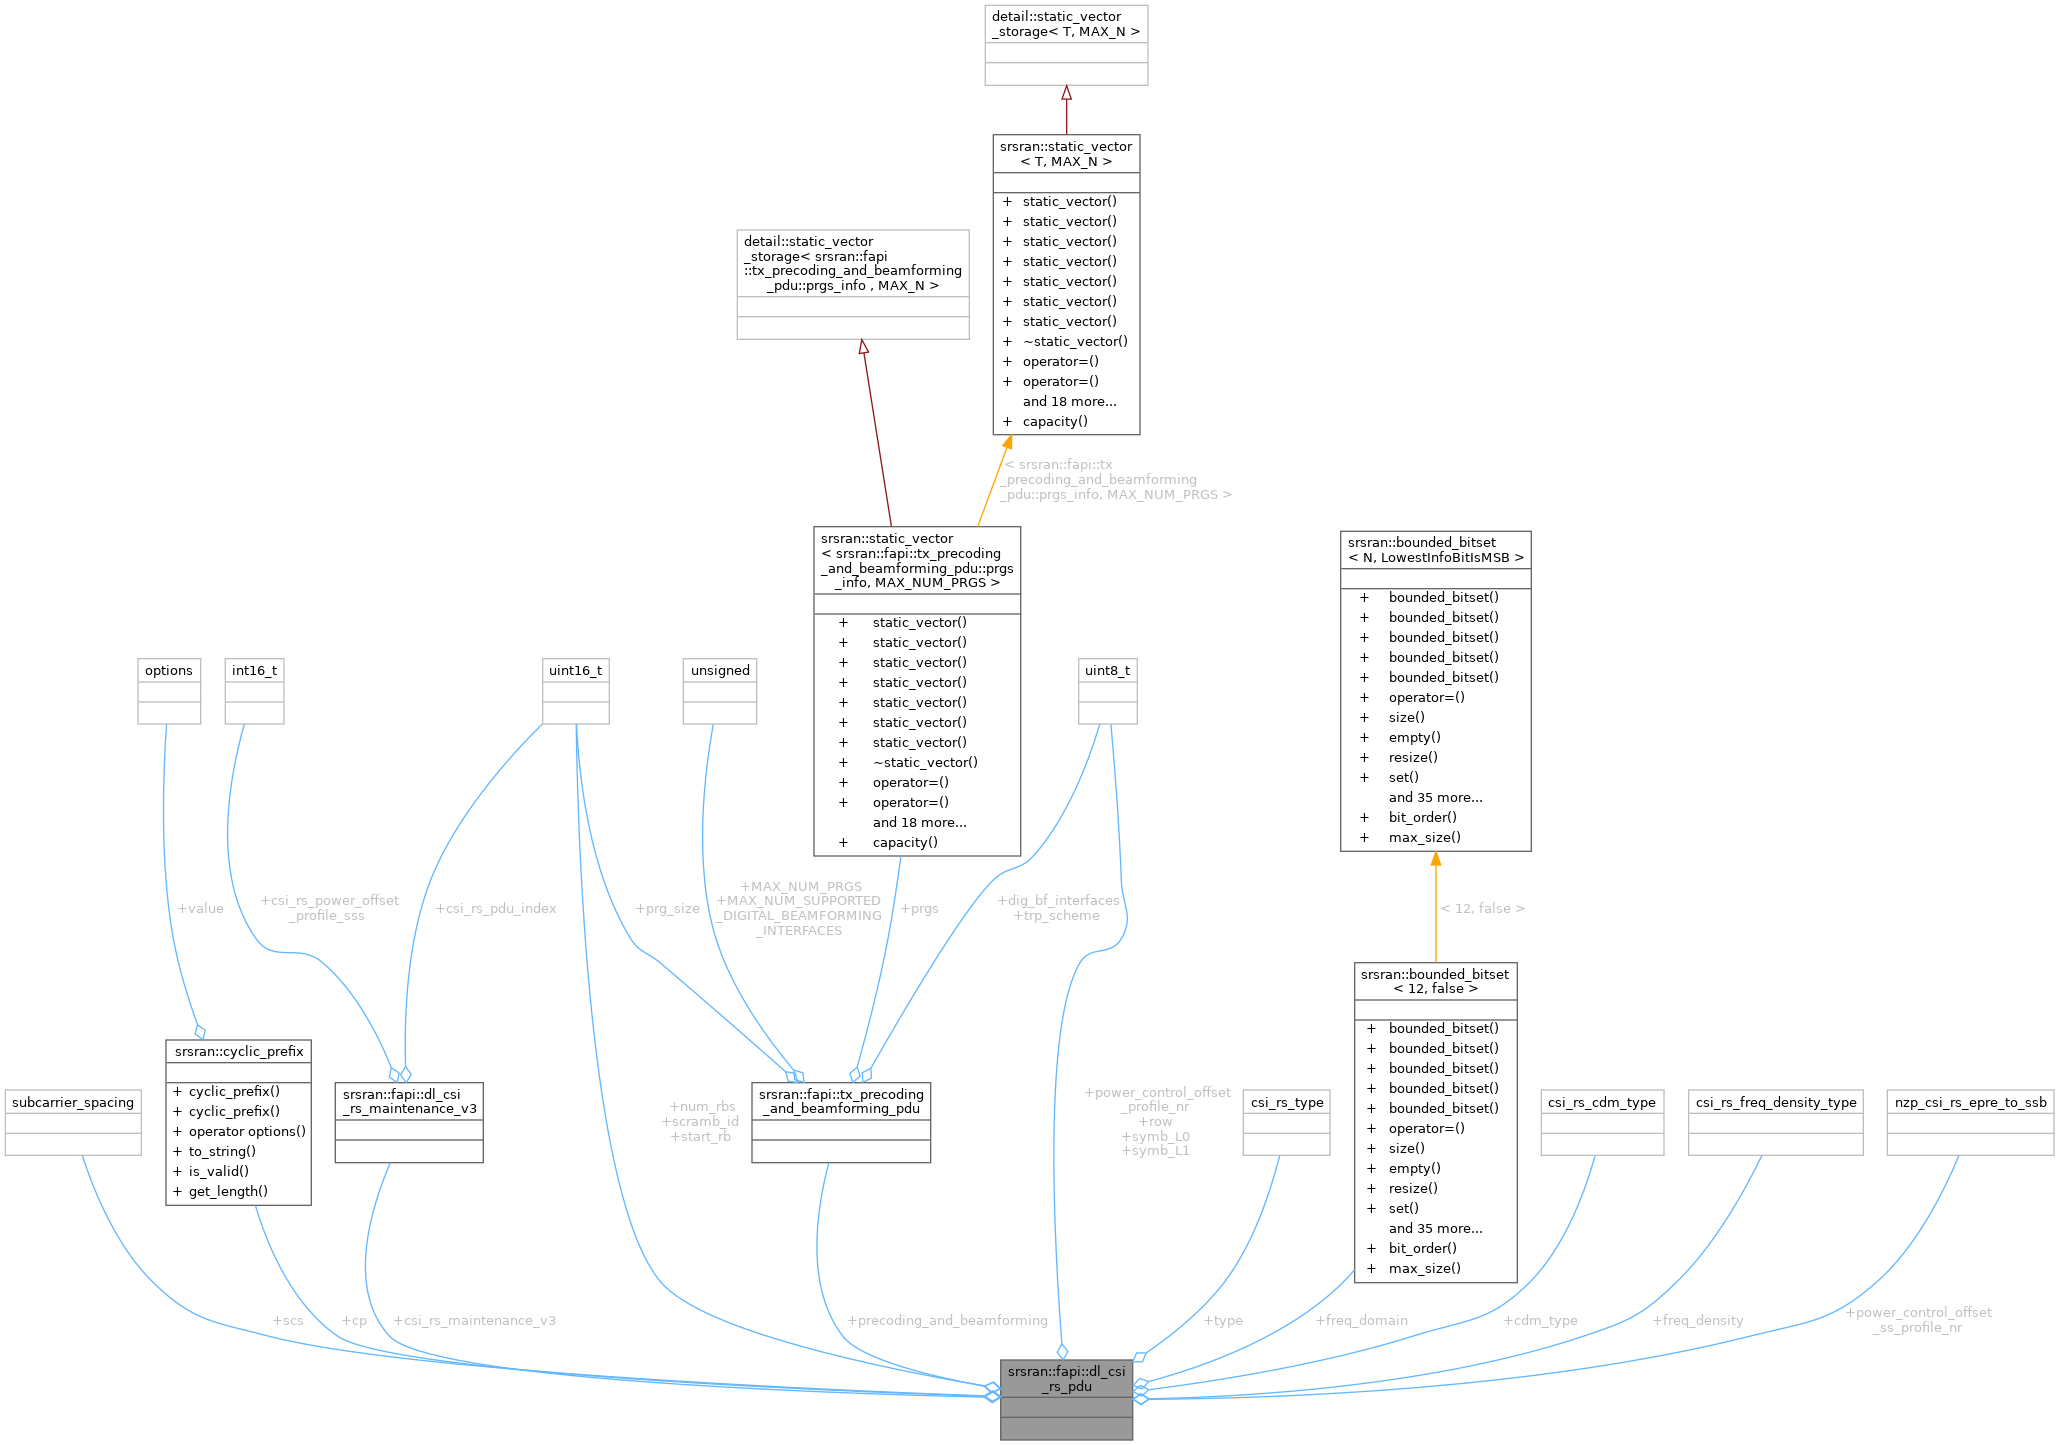 detail::static_vector
_storage< T, MAX_N >
srsran::static_vector
< T, MAX_N >
+ static_vector()
+ static_vector()
+ static_vector()
+ static_vector()
+ static_vector()
+ static_vector()
+ static_vector()
+ ~static_vector()
+ operator=()
+ operator=()
and 18 more...
+ capacity()
detail::static_vector
_storage< srsran::fapi
::tx_precoding_and_beamforming
_pdu::prgs_info , MAX_N >
< srsran::fapi::tx
_precoding_and_beamforming
_pdu::prgs_info, MAX_NUM_PRGS >
srsran::static_vector
< srsran::fapi::tx_precoding
_and_beamforming_pdu::prgs
_info, MAX_NUM_PRGS >
+ static_vector()
+ static_vector()
+ static_vector()
+ static_vector()
+ static_vector()
+ static_vector()
+ static_vector()
+ ~static_vector()
+ operator=()
+ operator=()
and 18 more...
+ capacity()
srsran::bounded_bitset
< N, LowestInfoBitIsMSB >
+ bounded_bitset()
+ bounded_bitset()
+ bounded_bitset()
+ bounded_bitset()
+ bounded_bitset()
+ operator=()
+ size()
+ empty()
+ resize()
+ set()
and 35 more...
+ bit_order()
+ max_size()
options
int16_t
uint16_t
unsigned
uint8_t
+value
+csi_rs_power_offset
_profile_sss
+csi_rs_pdu_index
+prg_size
+MAX_NUM_PRGS
+MAX_NUM_SUPPORTED
_DIGITAL_BEAMFORMING
_INTERFACES
+prgs
+dig_bf_interfaces
+trp_scheme
< 12, false >
subcarrier_spacing
srsran::cyclic_prefix
+ cyclic_prefix()
+ cyclic_prefix()
+ operator options()
+ to_string()
+ is_valid()
+ get_length()
srsran::fapi::dl_csi
_rs_maintenance_v3
+num_rbs
+scramb_id
+start_rb
srsran::fapi::tx_precoding
_and_beamforming_pdu
+power_control_offset
_profile_nr
+row
+symb_L0
+symb_L1
csi_rs_type
srsran::bounded_bitset
< 12, false >
+ bounded_bitset()
+ bounded_bitset()
+ bounded_bitset()
+ bounded_bitset()
+ bounded_bitset()
+ operator=()
+ size()
+ empty()
+ resize()
+ set()
and 35 more...
+ bit_order()
+ max_size()
csi_rs_cdm_type
csi_rs_freq_density_type
nzp_csi_rs_epre_to_ssb
+scs
+cp
+csi_rs_maintenance_v3
+precoding_and_beamforming
+type
+freq_domain
+cdm_type
+freq_density
+power_control_offset
_ss_profile_nr
srsran::fapi::dl_csi
_rs_pdu